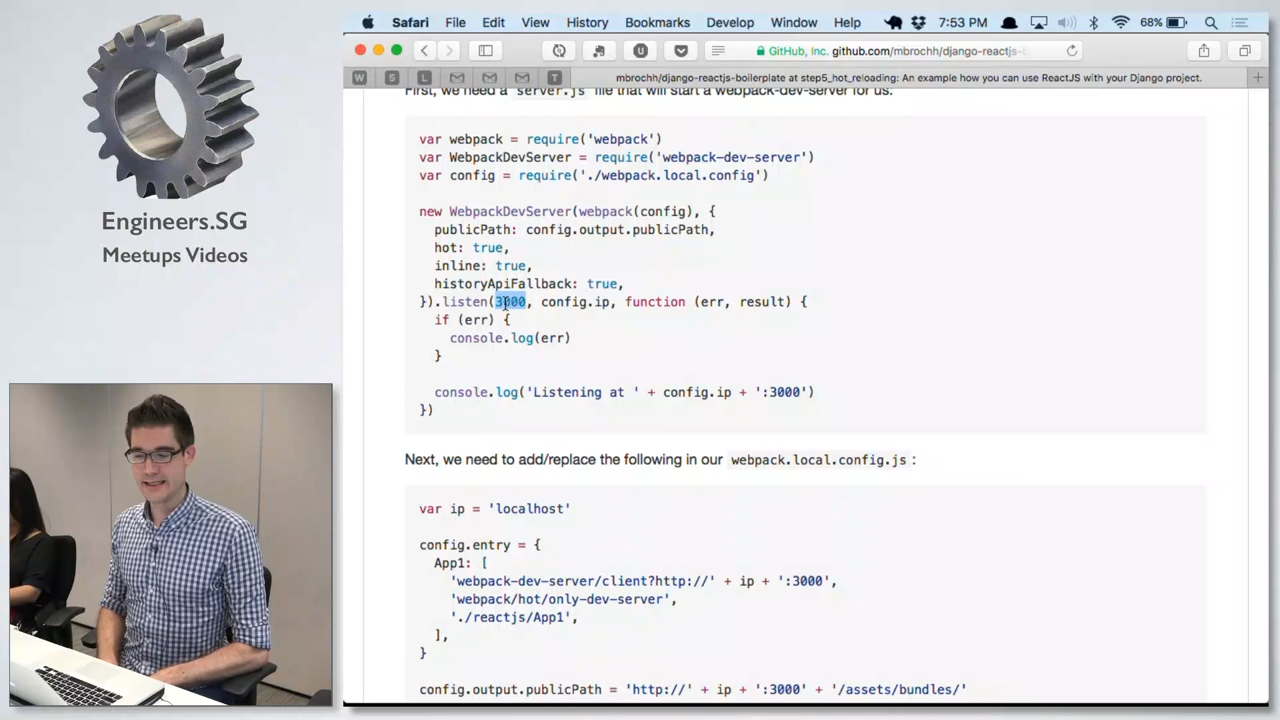 Safari File Edit View History Bookmarks Develop Window Help 7:53 PM 68%
GitHub, Inc. github.com/mbrochh/django-reactjs-b
W 5 L T mbrochh/django-reactjs-boilerplate at step5_hot_reloading: An example how you can use ReactJS with your Django project. +
Engineers.SG
Meetups Videos
First, we need a server.js file that will start a webpack-dev-server for us:
var webpack = require('webpack')
var WebpackDevServer = require('webpack-dev-server')
var config = require('./webpack.local.config')
new WebpackDevServer(webpack(config), {
publicPath: config.output.publicPath,
hot: true,
inline: true,
historyApiFallback: true,
}).listen(3000, config.ip, function (err, result) {
if (err) {
console.log(err)
}
console.log('Listening at ' + config.ip + ':3000')
})
Next, we need to add/replace the following in our webpack.local.config.js :
var ip = 'localhost'
config.entry = {
App1: [
'webpack-dev-server/client?http://' + ip + ':3000',
'webpack/hot/only-dev-server',
'./reactjs/App1',
],
}
config.output.publicPath = 'http://' + ip + ':3000' + '/assets/bundles/'